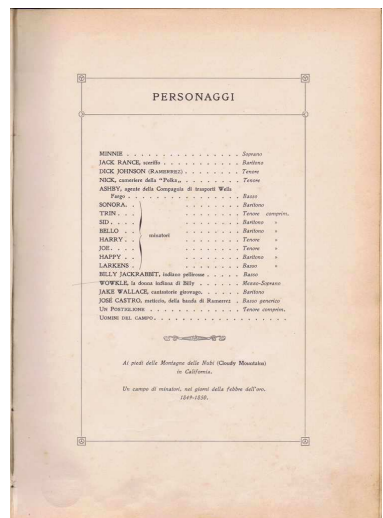 PERSONAGGI
MINNIE . . . . . . . . . . . . . . . Soprano
JACK RANCE, sceriffo . . . . . . . . . . Baritono
DICK JOHNSON (RAMERREZ) . . . . . . . . Tenore
NICK, cameriere della “Polka„ . . . . . . . . Tenore
ASHBY, agente della Compagnia di trasporti Wells
Fargo . . . . . . . . . . . . . Basso
SONORA. . . . . . . . . . Baritono
TRIN . . . . . . . . . . Tenore comprim.
SID . . . . . . . . . . Baritono »
BELLO . . . . . . . . . . Baritono »
minatori
HARRY . . . . . . . . . . Tenore »
JOE. . . . . . . . . . Tenore »
HAPPY . . . . . . . . . . Baritono »
LARKENS . . . . . . . . . . Basso »
BILLY JACKRABBIT, indiano pellirosse . . . . . Basso
WOWKLE, la donna indiana di Billy . . . . . . Mezzo-Soprano
JAKE WALLACE, cantastorie girovago. . . . . . Baritono
JOSÉ CASTRO, meticcio, della banda di Ramerrez . Basso generico
UN POSTIGLIONE . . . . . . . . . . . Tenore comprim.
UOMINI DEL CAMPO. . . . . . . . . . . . . .
Ai piedi delle Montagne delle Nubi (Cloudy Mountains)
in California.
Un campo di minatori, nei giorni della febbre dell'oro.
1849-1850.